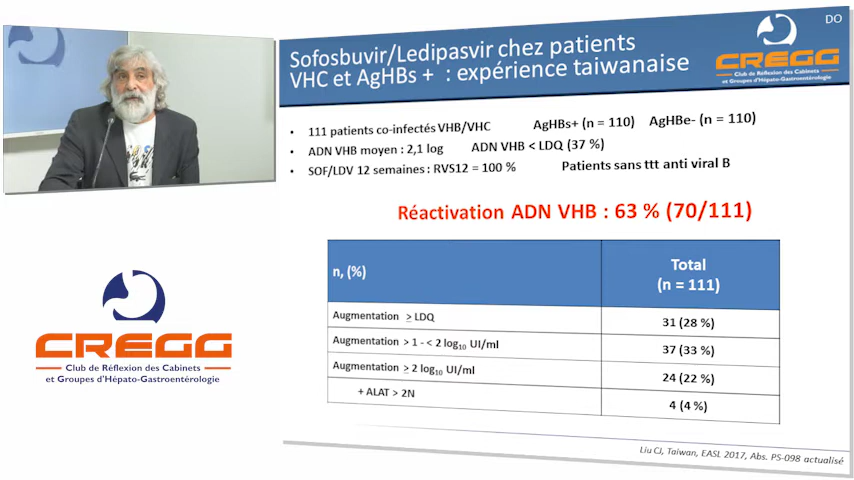 DO
Sofosbuvir/Ledipasvir chez patients
VHC et AgHBs + : expérience taiwanaise
CREGG
Club de Réflexion des Cabinets
et Groupes d'Hépato-Gastroentérologie
• 111 patients co-infectés VHB/VHC AgHBs+ (n = 110) AgHBe- (n = 110)
• ADN VHB moyen : 2,1 log ADN VHB < LDQ (37 %)
• SOF/LDV 12 semaines : RVS12 = 100 % Patients sans ttt anti viral B
Réactivation ADN VHB : 63 % (70/111)
n, (%) Total
(n = 111)
Augmentation ≥ LDQ 31 (28 %)
Augmentation > 1 - < 2 log10 UI/ml 37 (33 %)
Augmentation ≥ 2 log10 UI/ml 24 (22 %)
+ ALAT > 2N 4 (4 %)
Liu CJ, Taiwan, EASL 2017, Abs. PS-098 actualisé
CREGG
Club de Réflexion des Cabinets
et Groupes d'Hépato-Gastroentérologie